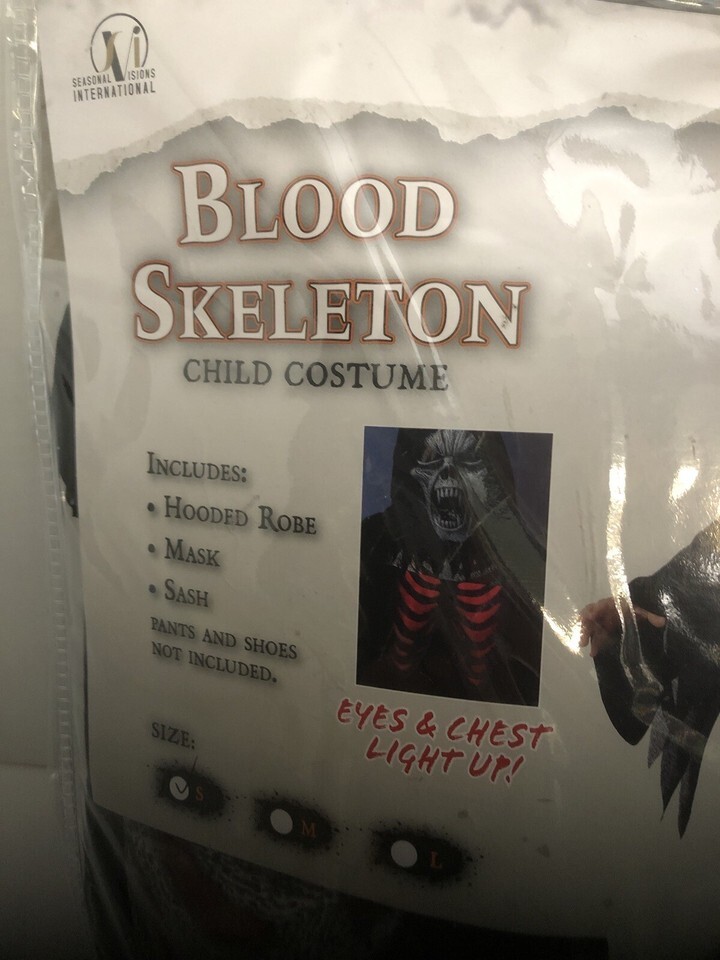 SEASONAL VISIONS
INTERNATIONAL
BLOOD
SKELETON
CHILD COSTUME
INCLUDES:
• HOODED ROBE
• MASK
• SASH
PANTS AND SHOES
NOT INCLUDED.
EYES & CHEST
LIGHT UP!
SIZE:
S
M
L